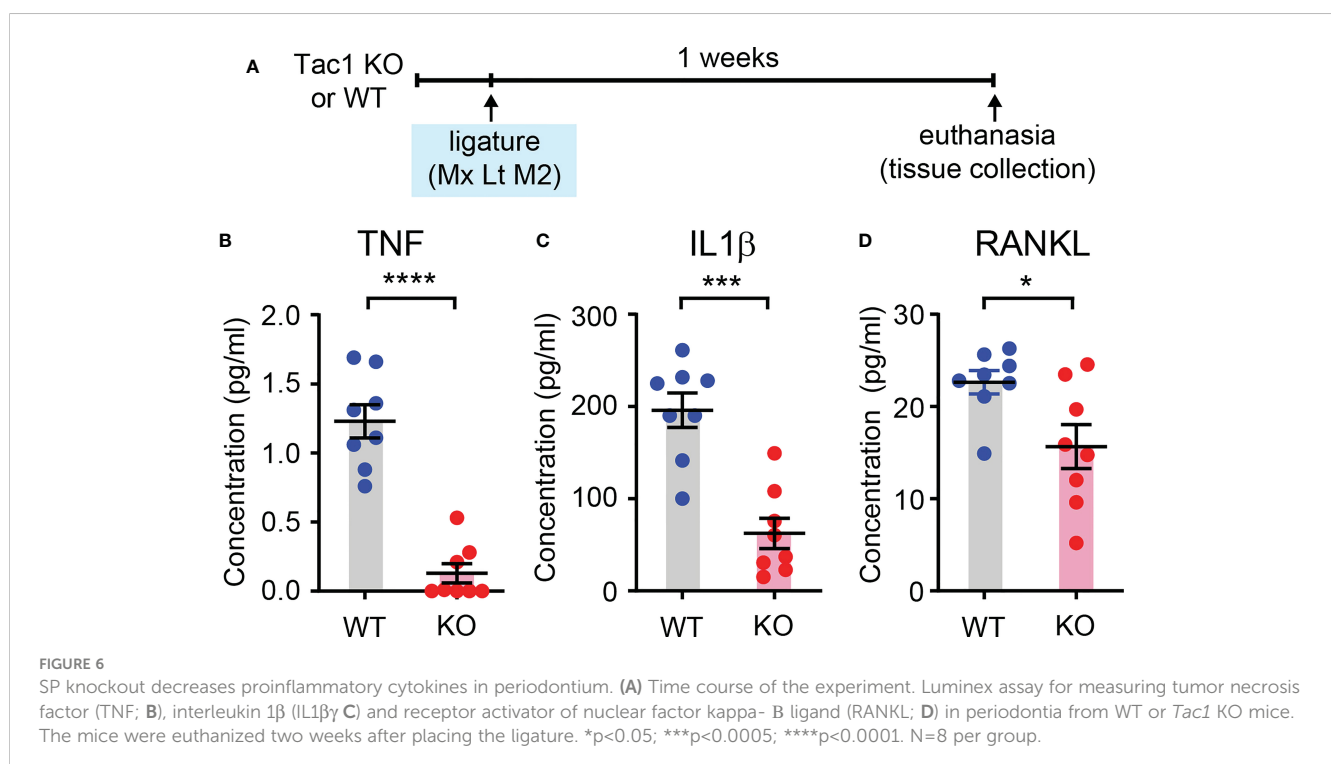 A
Tac1 KO
or WT
1 weeks
ligature
(Mx Lt M2)
euthanasia
(tissue collection)
B
TNF
****
Concentration (pg/ml)
2.0
1.5
1.0
0.5
0.0
WT
KO
C
IL1β
***
Concentration (pg/ml)
300
200
100
0
WT
KO
D
RANKL
*
Concentration (pg/ml)
30
20
10
0
WT
KO
FIGURE 6
SP knockout decreases proinflammatory cytokines in periodontium. (A) Time course of the experiment. Luminex assay for measuring tumor necrosis
factor (TNF; B), interleukin 1β (IL1βγ C) and receptor activator of nuclear factor kappa- B ligand (RANKL; D) in periodontia from WT or Tac1 KO mice.
The mice were euthanized two weeks after placing the ligature. *p<0.05; ***p<0.0005; ****p<0.0001. N=8 per group.